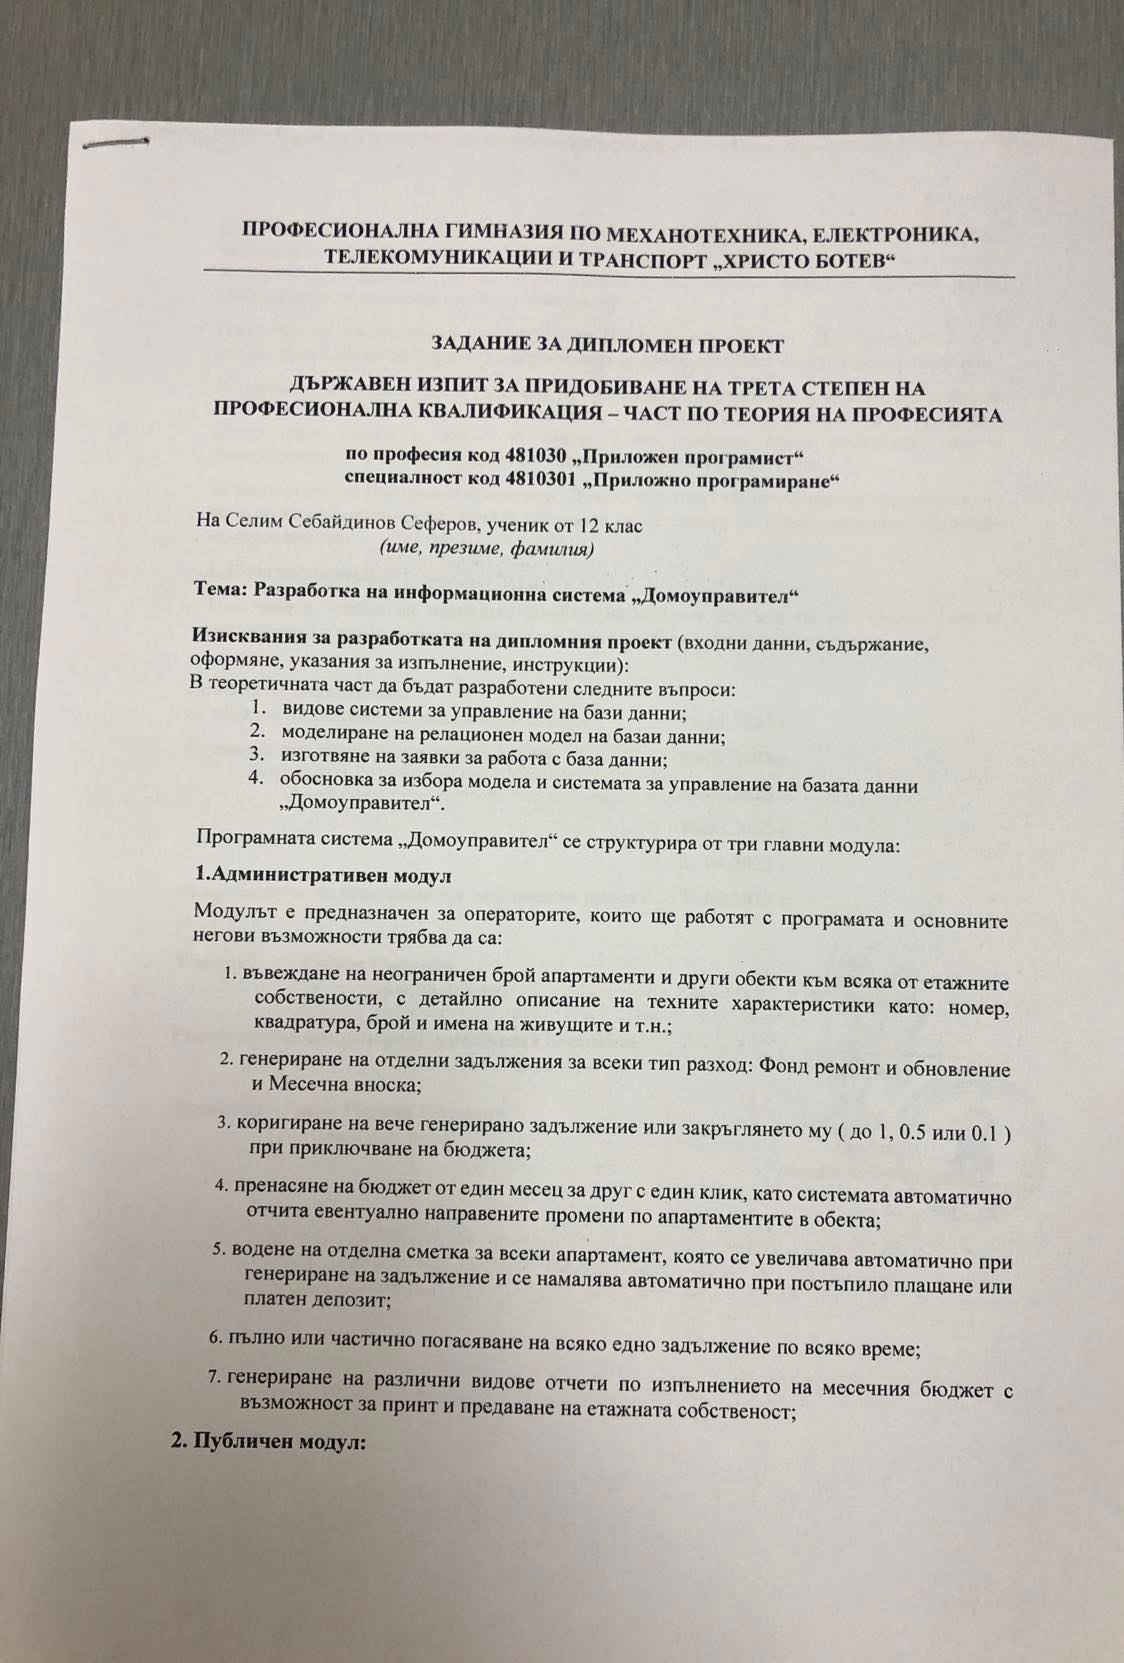 ПРОФЕСИОНАЛНА ГИМНАЗИЯ ПО МЕХАНОТЕХНИКА, ЕЛЕКТРОНИКА,
ТЕЛЕКОМУНИКАЦИИ И ТРАНСПОРТ „ХРИСТО БОТЕВ“
ЗАДАНИЕ ЗА ДИПЛОМЕН ПРОЕКТ
ДЪРЖАВЕН ИЗПИТ ЗА ПРИДОБИВАНЕ НА ТРЕТА СТЕПЕН НА
ПРОФЕСИОНАЛНА КВАЛИФИКАЦИЯ – ЧАСТ ПО ТЕОРИЯ НА ПРОФЕСИЯТА
по професия код 481030 „Приложен програмист“
специалност код 4810301 „Приложно програмиране“
На Селим Себайдинов Сеферов, ученик от 12 клас
(име, презиме, фамилия)
Тема: Разработка на информационна система „Домоуправител“
Изисквания за разработката на дипломния проект (входни данни, съдържание,
оформяне, указания за изпълнение, инструкции):
В теоретичната част да бъдат разработени следните въпроси:
1. видове системи за управление на бази данни;
2. моделиране на релационен модел на базаи данни;
3. изготвяне на заявки за работа с база данни;
4. обосновка за избора модела и системата за управление на базата данни
„Домоуправител“.
Програмната система „Домоуправител“ се структурира от три главни модула:
1.Административен модул
Модулът е предназначен за операторите, които ще работят с програмата и основните
негови възможности трябва да са:
1. въвеждане на неограничен брой апартаменти и други обекти към всяка от етажните
собствености, с детайлно описание на техните характеристики като: номер,
квадратура, брой и имена на живущите и т.н.;
2. генериране на отделни задължения за всеки тип разход: Фонд ремонт и обновление
и Месечна вноска;
3. коригиране на вече генерирано задължение или закръглянето му ( до 1, 0.5 или 0.1 )
при приключване на бюджета;
4. пренасяне на бюджет от един месец за друг с един клик, като системата автоматично
отчита евентуално направените промени по апартаментите в обекта;
5. водене на отделна сметка за всеки апартамент, която се увеличава автоматично при
генериране на задължение и се намалява автоматично при постъпило плащане или
платен депозит;
6. пълно или частично погасяване на всяко едно задължение по всяко време;
7. генериране на различни видове отчети по изпълнението на месечния бюджет с
възможност за принт и предаване на етажната собственост;
2. Публичен модул: